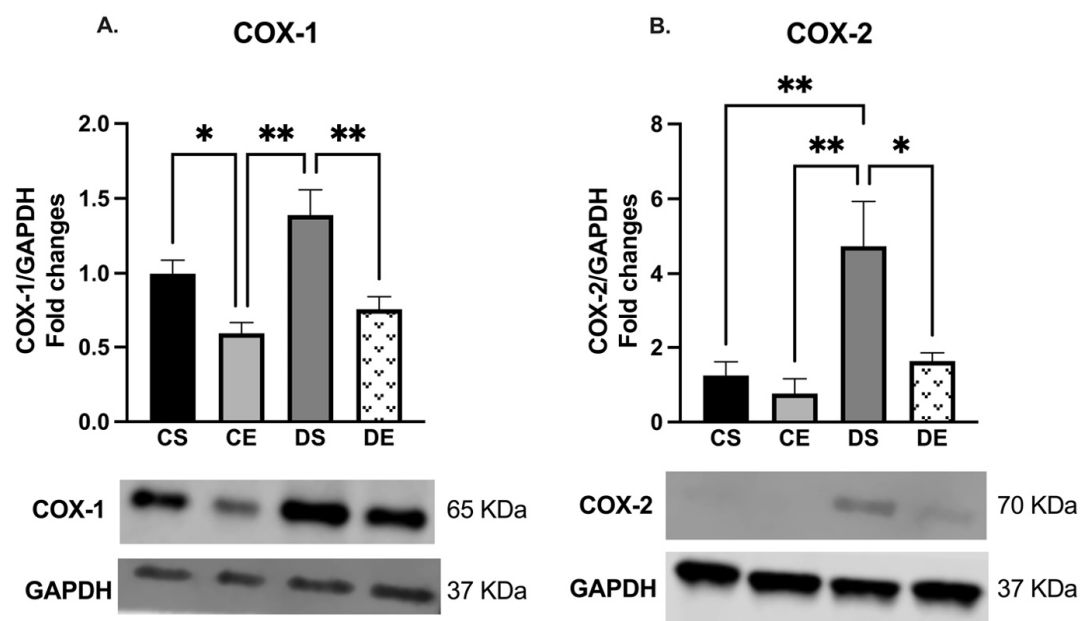 A.
COX-1
COX-1/GAPDH
Fold changes
2.0
1.5
1.0
0.5
0.0
* ** **
CS CE DS DE
COX-1 65 KDa
GAPDH 37 KDa
B.
COX-2
COX-2/GAPDH
Fold changes
8
6
4
2
0
**
** *
CS CE DS DE
COX-2 70 KDa
GAPDH 37 KDa